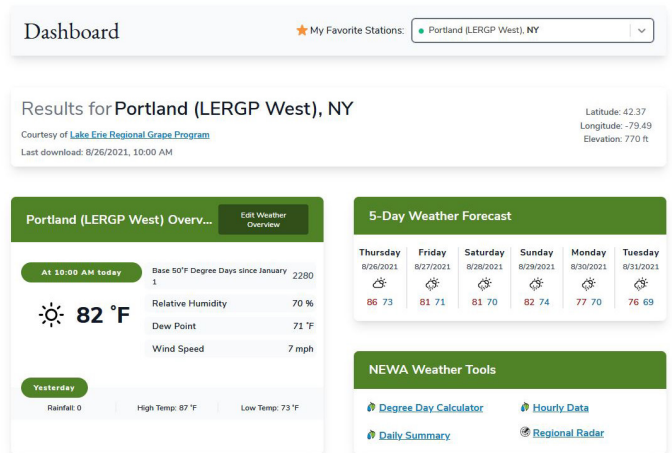 Dashboard
My Favorite Stations:
Portland (LERGP West), NY
Results for Portland (LERGP West), NY
Courtesy of Lake Erie Regional Grape Program
Last download: 8/26/2021, 10:00 AM
Latitude: 42.37
Longitude: -79.49
Elevation: 770 ft
Portland (LERGP West) Overv...
Edit Weather
Overview
At 10:00 AM today
82 °F
Base 50°F Degree Days since January
1
2280
Relative Humidity 70 %
Dew Point 71 °F
Wind Speed 7 mph
Yesterday
Rainfall: 0 High Temp: 87 °F Low Temp: 73 °F
5-Day Weather Forecast
Thursday Friday Saturday Sunday Monday Tuesday
8/26/2021 8/27/2021 8/28/2021 8/29/2021 8/30/2021 8/31/2021
86 73 81 71 81 70 82 74 77 70 76 69
NEWA Weather Tools
Degree Day Calculator Hourly Data
Daily Summary Regional Radar